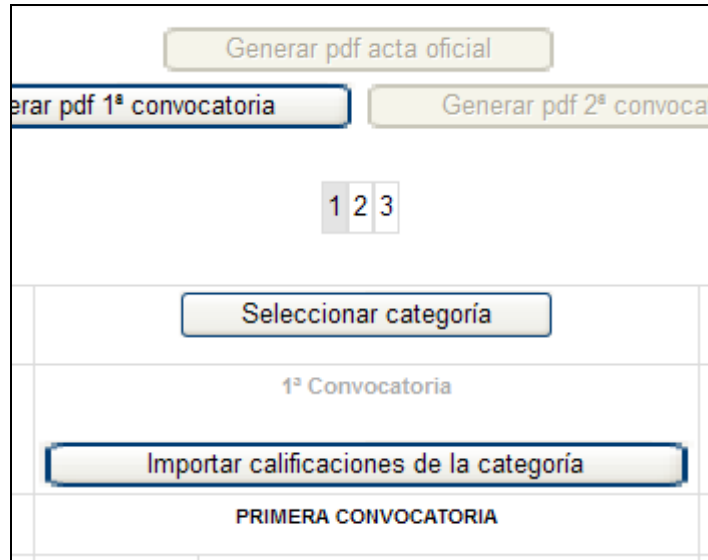 Generar pdf acta oficial
erar pdf 1ª convocatoria Generar pdf 2ª convoca
1 2 3
Seleccionar categoría
1ª Convocatoria
Importar calificaciones de la categoría
PRIMERA CONVOCATORIA